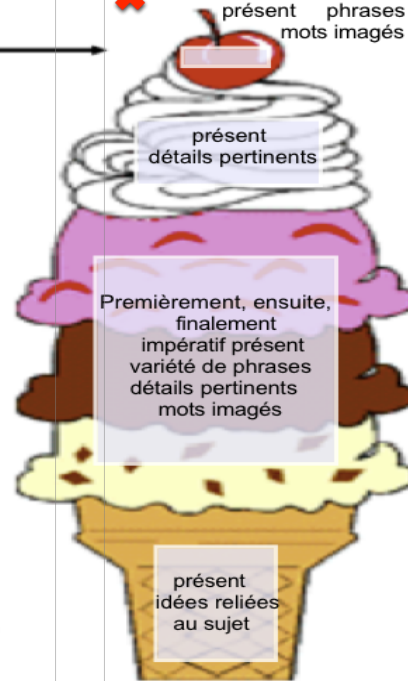 présent phrases
mots imagés
présent
détails pertinents
Premièrement, ensuite,
finalement
impératif présent
variété de phrases
détails pertinents
mots imagés
présent
idées reliées
au sujet